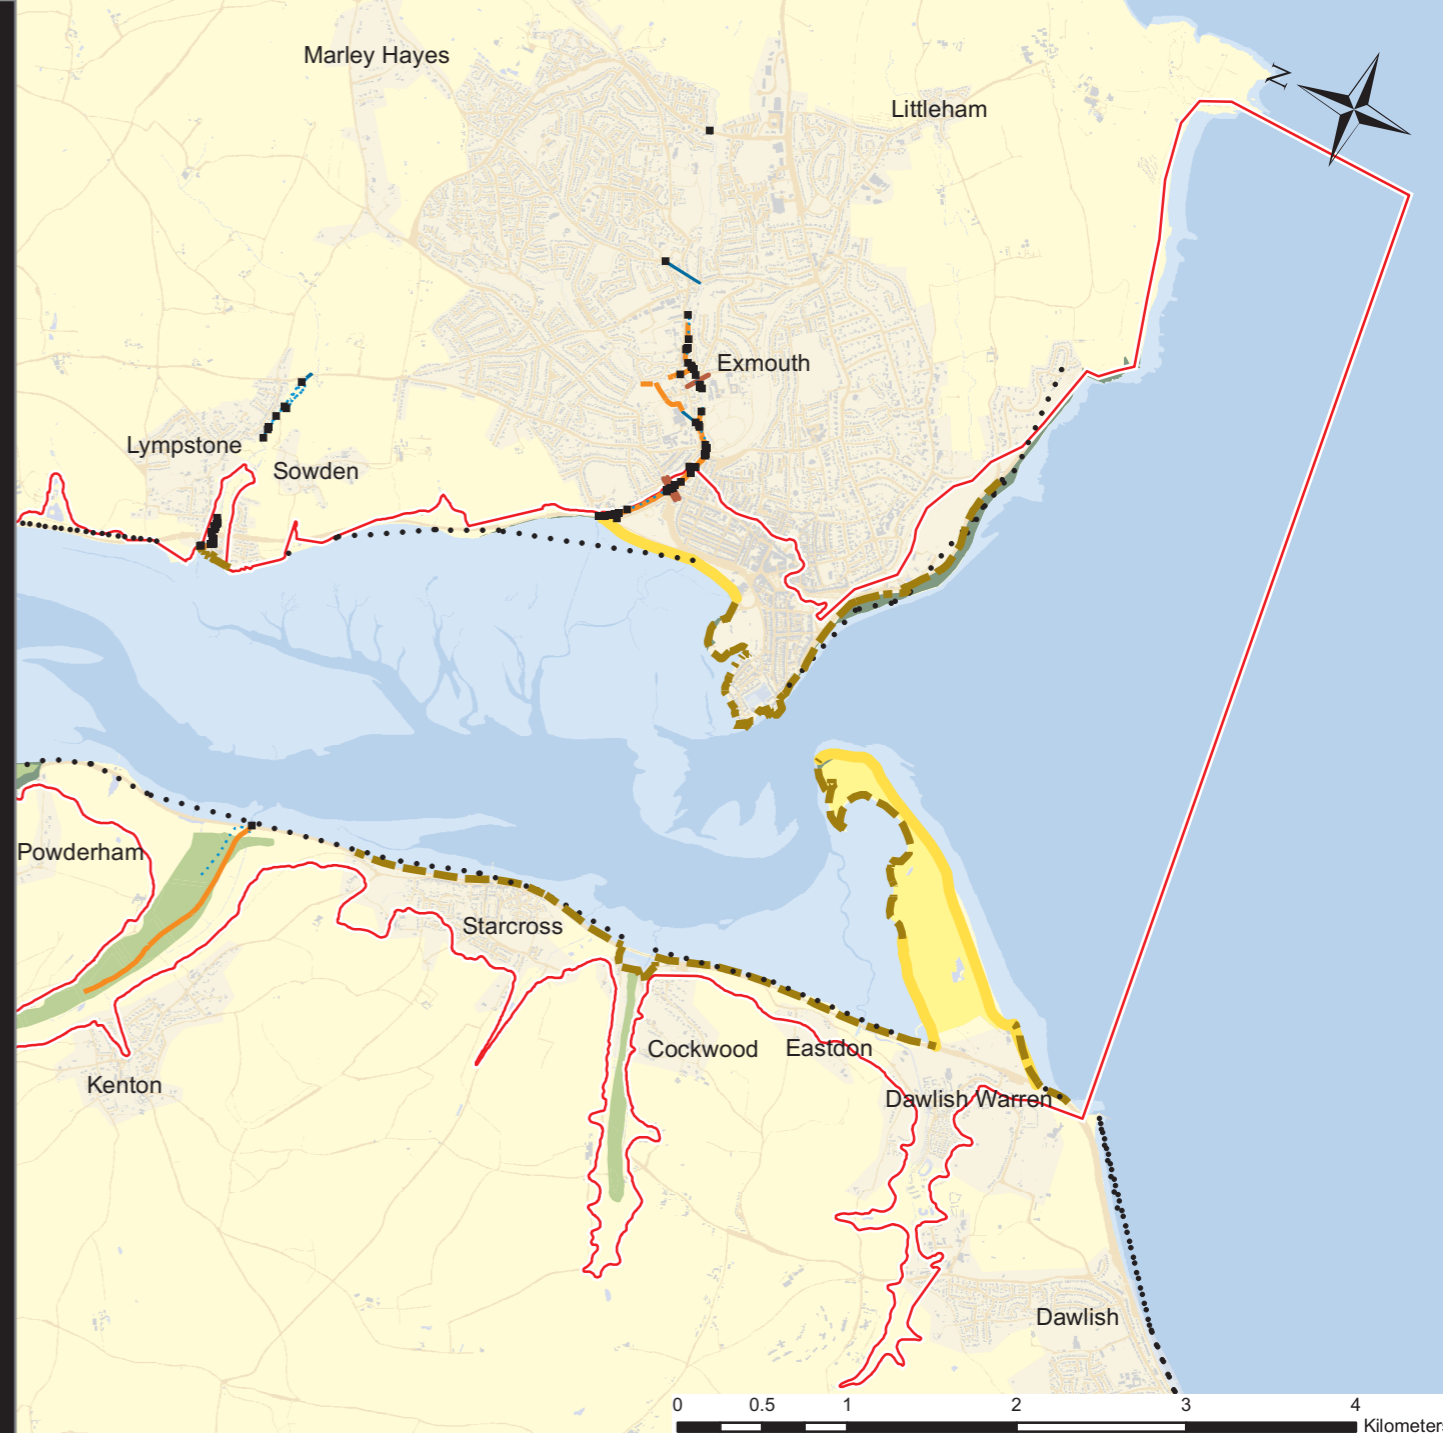 Marley Hayes
N
Littleham
Exmouth
Lympstone
Sowden
Powderham
Starcross
Cockwood
Eastdon
Kenton
Dawlish Warren
Dawlish
0 0.5 1 2 3 4
Kilometers